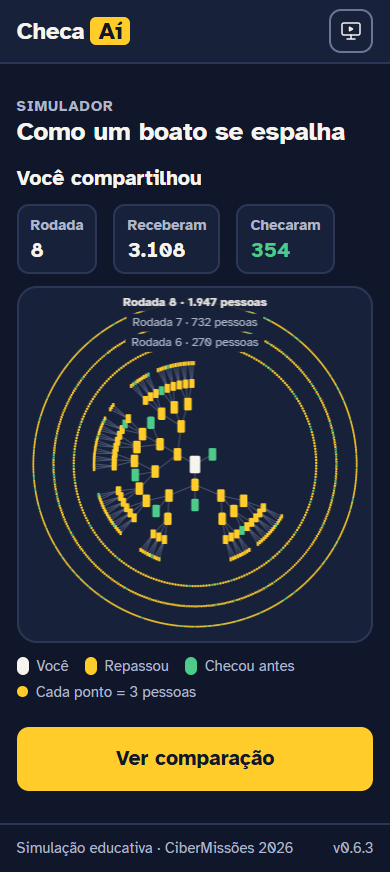 Checa Aí
SIMULADOR
Como um boato se espalha
Você compartilhou
Rodada
8
Receberam
3.108
Checaram
354
Rodada 8 · 1.947 pessoas
Rodada 7 · 732 pessoas
Rodada 6 · 270 pessoas
Você
Repassou
Checou antes
Cada ponto = 3 pessoas
Ver comparação
Simulação educativa · CiberMissões 2026
v0.6.3